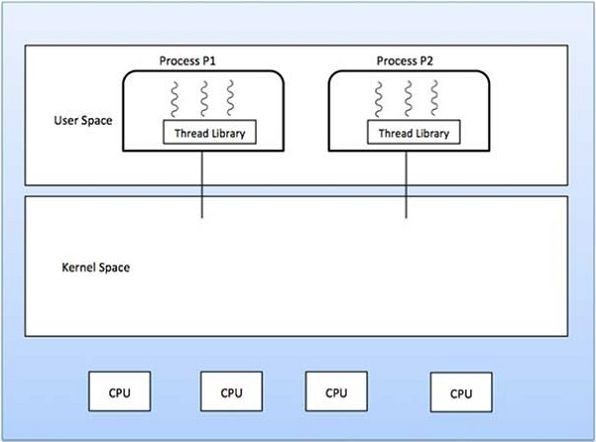 Process P1
Process P2
User Space
Thread Library
Thread Library
Kernel Space
CPU
CPU
CPU
CPU